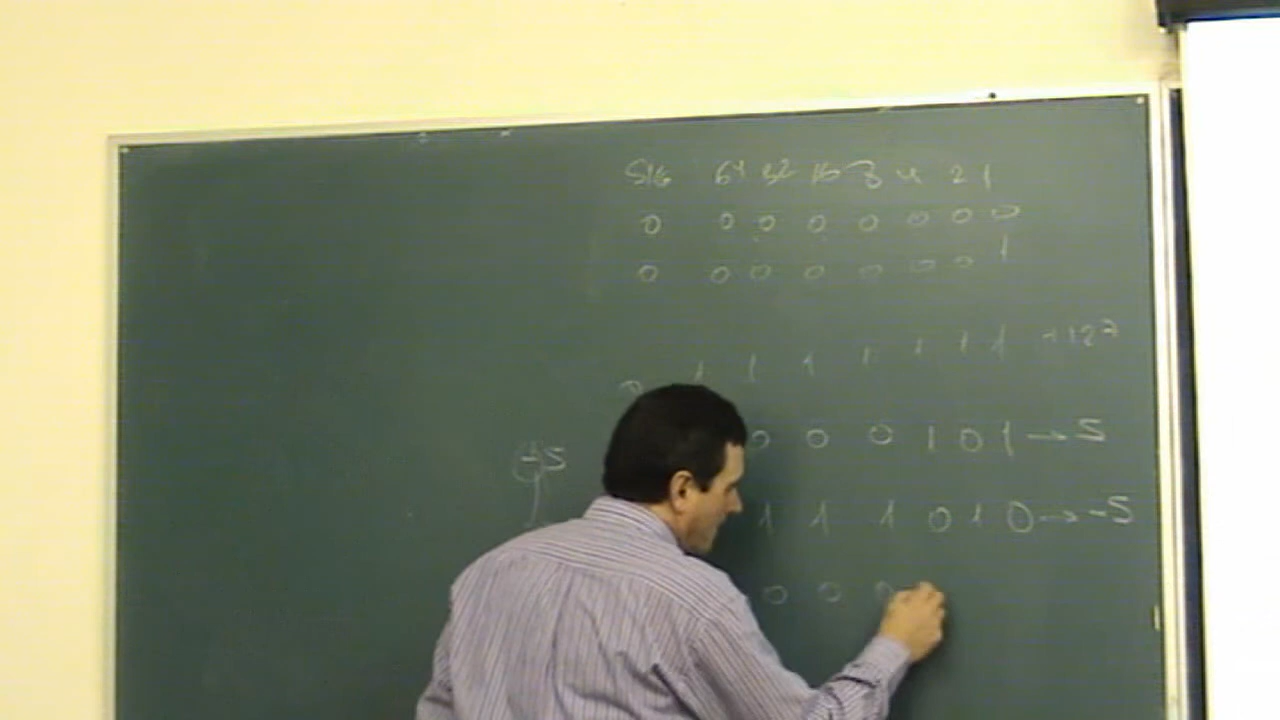 SIG 64 32 16 8 4 2 1
0 0 0 0 0 0 0 0
0 0 0 0 0 0 0 1
0 1 1 1 1 1 1 1 +127
0 0 0 1 0 1 → 5
-5
1 1 1 0 1 0 → -5
0 0 0